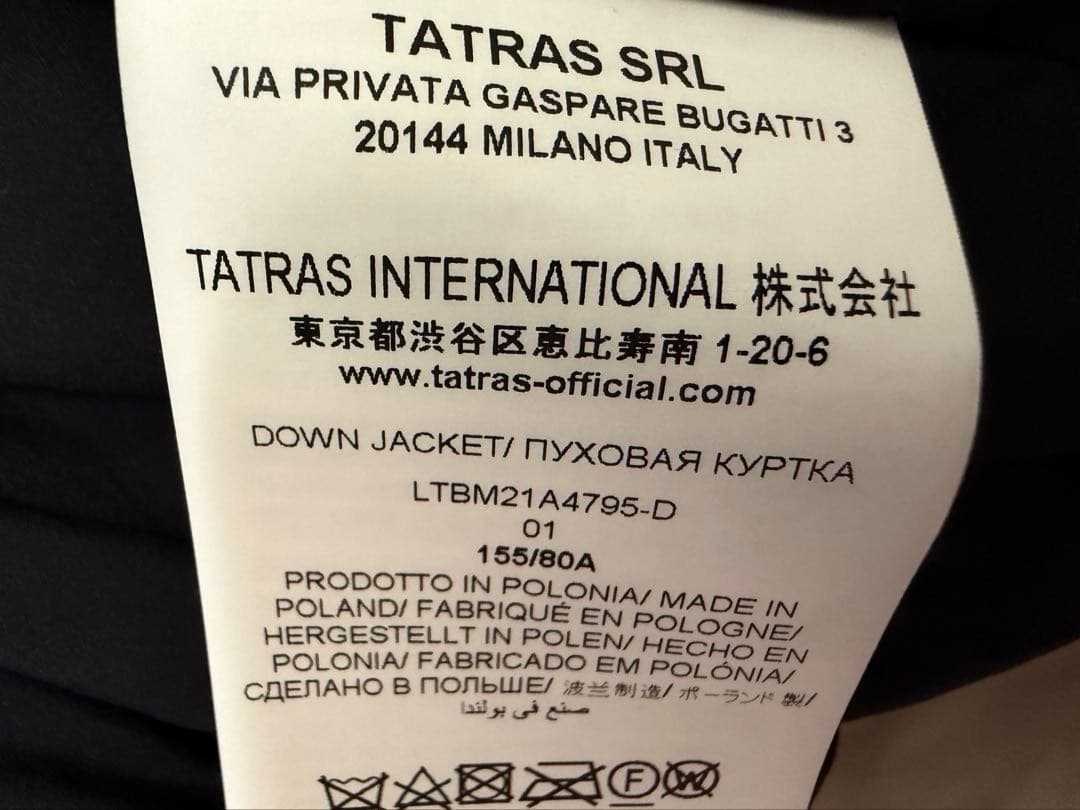 TATRAS SRL
VIA PRIVATA GASPARE BUGATTI 3
20144 MILANO ITALY
TATRAS INTERNATIONAL 株式会社
東京都渋谷区恵比寿南 1-20-6
www.tatras-official.com
DOWN JACKET/ ПУХОВАЯ КУРТКА
LTBM21A4795-D
01
155/80A
PRODOTTO IN POLONIA/ MADE IN
POLAND/ FABRIQUÉ EN POLOGNE/
HERGESTELLT IN POLEN/ HECHO EN
POLONIA/ FABRICADO EM POLÓNIA/
СДЕЛАНО В ПОЛЬШЕ/ 波兰制造/ ポーランド 製/
صنع في بولندا
F
W